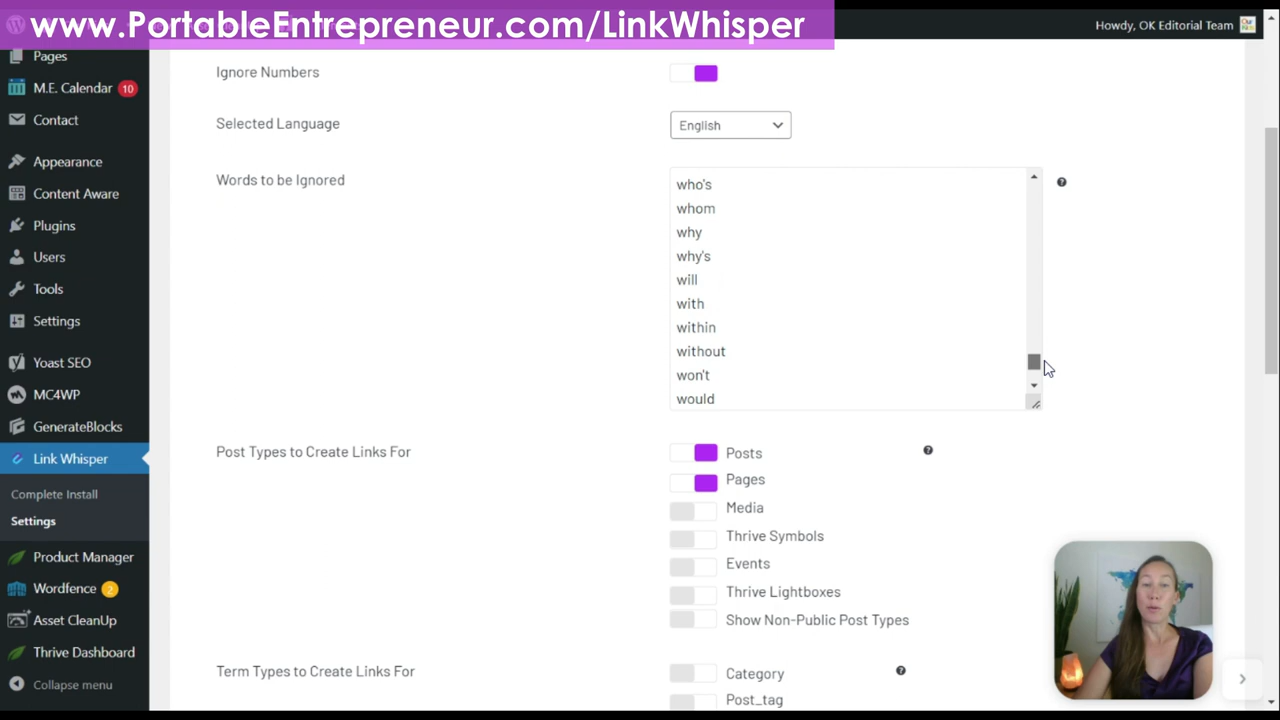 www.PortableEntrepreneur.com/LinkWhisper
Howdy, OK Editorial Team
Pages
M.E. Calendar 10
Contact
Appearance
Content Aware
Plugins
Users
Tools
Settings
Yoast SEO
MC4WP
GenerateBlocks
Link Whisper
Complete Install
Settings
Product Manager
Wordfence 2
Asset CleanUp
Thrive Dashboard
Collapse menu
Ignore Numbers
Selected Language
English
Words to be Ignored
who's
whom
why
why's
will
with
within
without
won't
would
Post Types to Create Links For
Posts
Pages
Media
Thrive Symbols
Events
Thrive Lightboxes
Show Non-Public Post Types
Term Types to Create Links For
Category
Post_tag